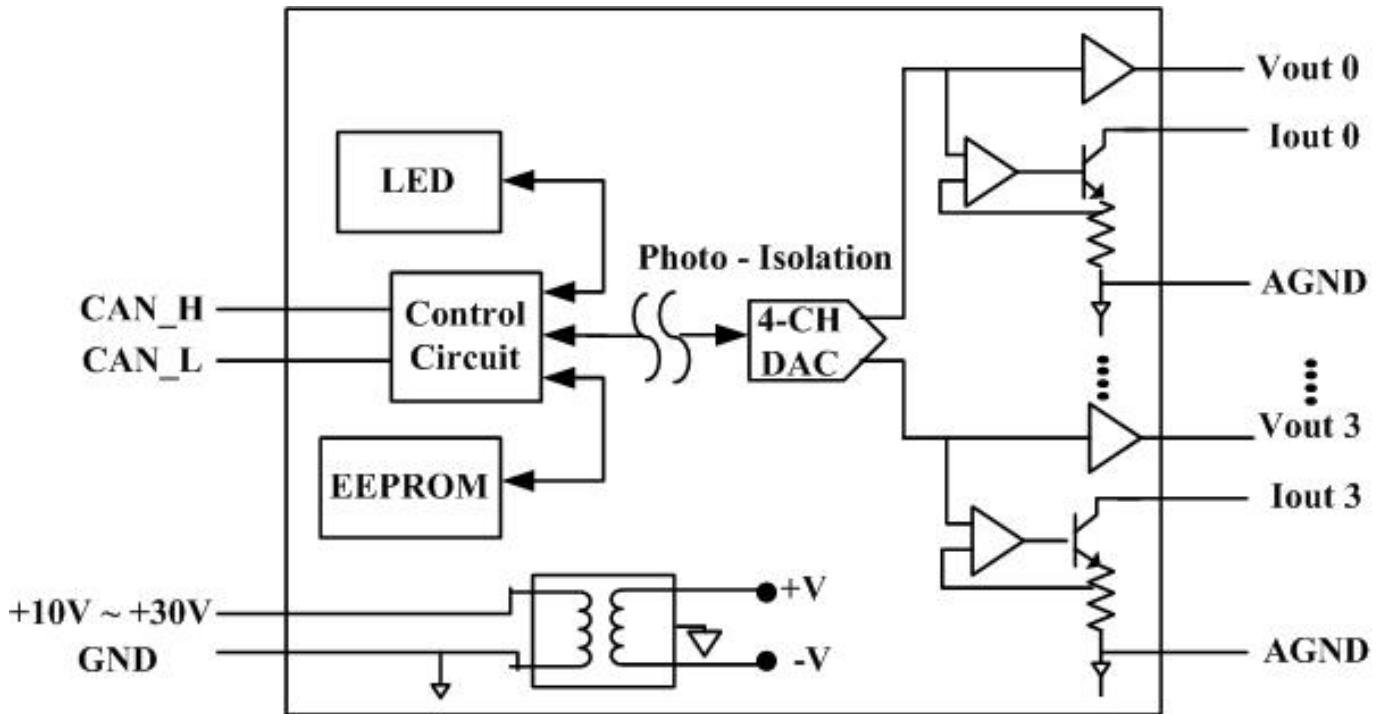 Vout 0
Iout 0
LED
Photo - Isolation
AGND
CAN_H
CAN_L
Control
Circuit
4-CH
DAC
Vout 3
EEPROM
Iout 3
+10V ~ +30V
GND
+V
-V
AGND